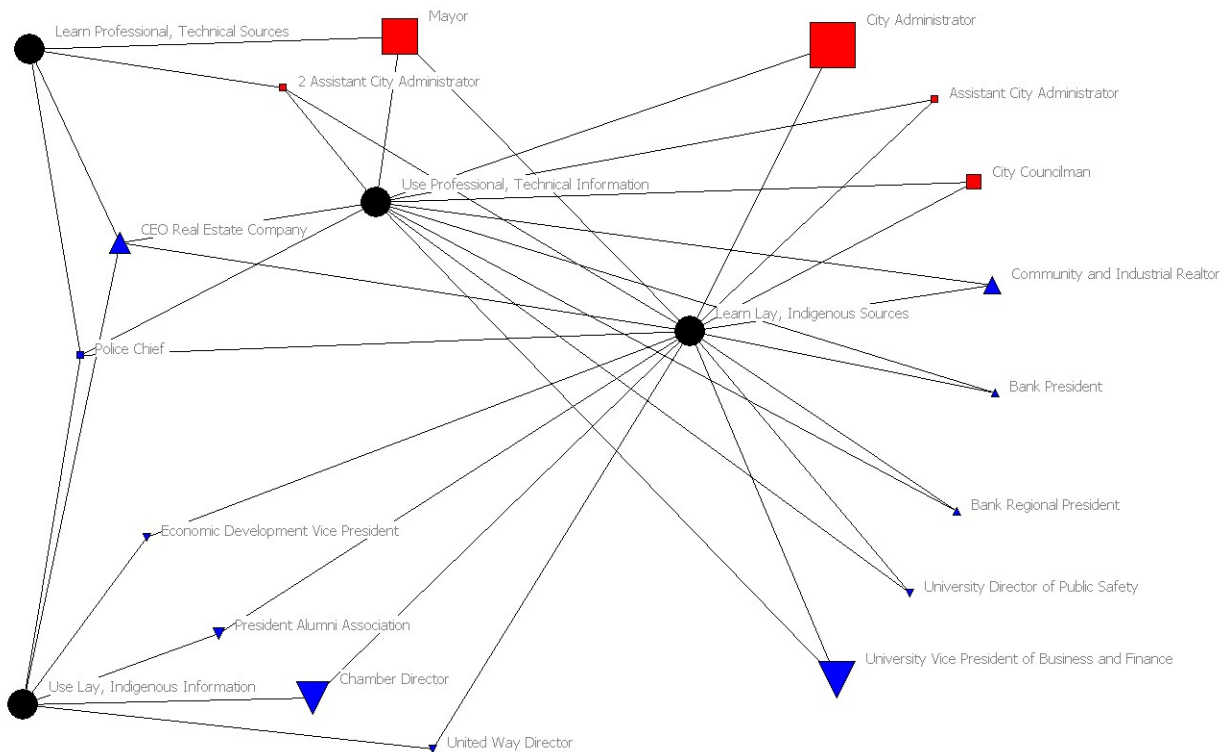 Mayor
City Administrator
Learn Professional, Technical Sources
2 Assistant City Administrator
Assistant City Administrator
City Councilman
Use Professional, Technical Information
CEO Real Estate Company
Community and Industrial Realtor
Learn Lay, Indigenous Sources
Police Chief
Bank President
Bank Regional President
Economic Development Vice President
University Director of Public Safety
President Alumni Association
University Vice President of Business and Finance
Chamber Director
Use Lay, Indigenous Information
United Way Director